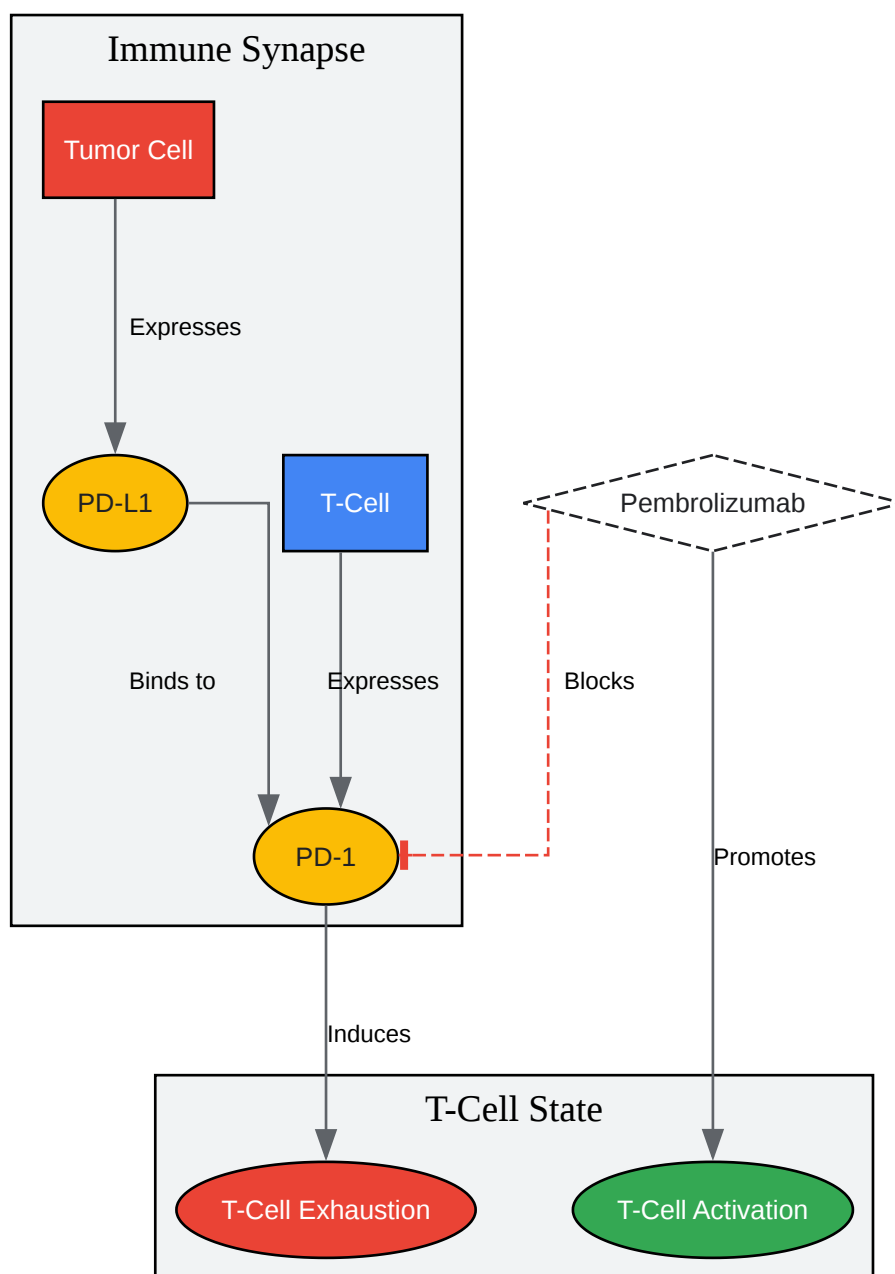 Immune Synapse
Tumor Cell
Expresses
PD-L1
T-Cell
Pembrolizumab
Binds to
Expresses
Blocks
PD-1
Promotes
Induces
T-Cell State
T-Cell Exhaustion
T-Cell Activation